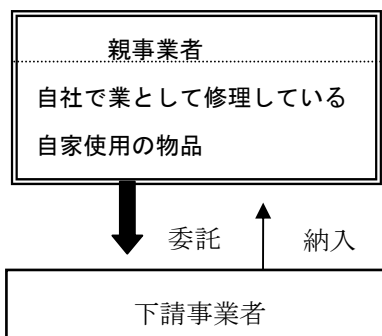 親事業者
自社で業として修理している
自家使用の物品
委託 納入
下請事業者